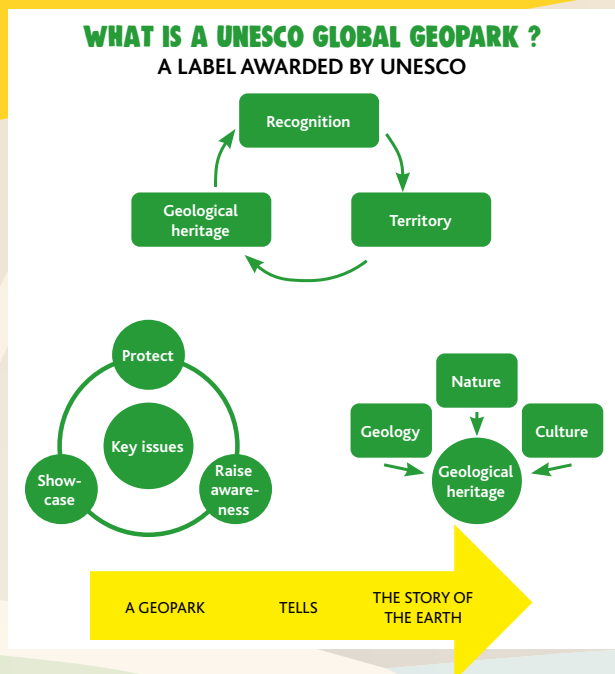 WHAT IS A UNESCO GLOBAL GEOPARK ?
A LABEL AWARDED BY UNESCO
Recognition
Geological
heritage
Territory
Protect
Key issues
Show-
case
Raise
aware-
ness
Nature
Geology
Culture
Geological
heritage
A GEOPARK
TELLS
THE STORY OF
THE EARTH